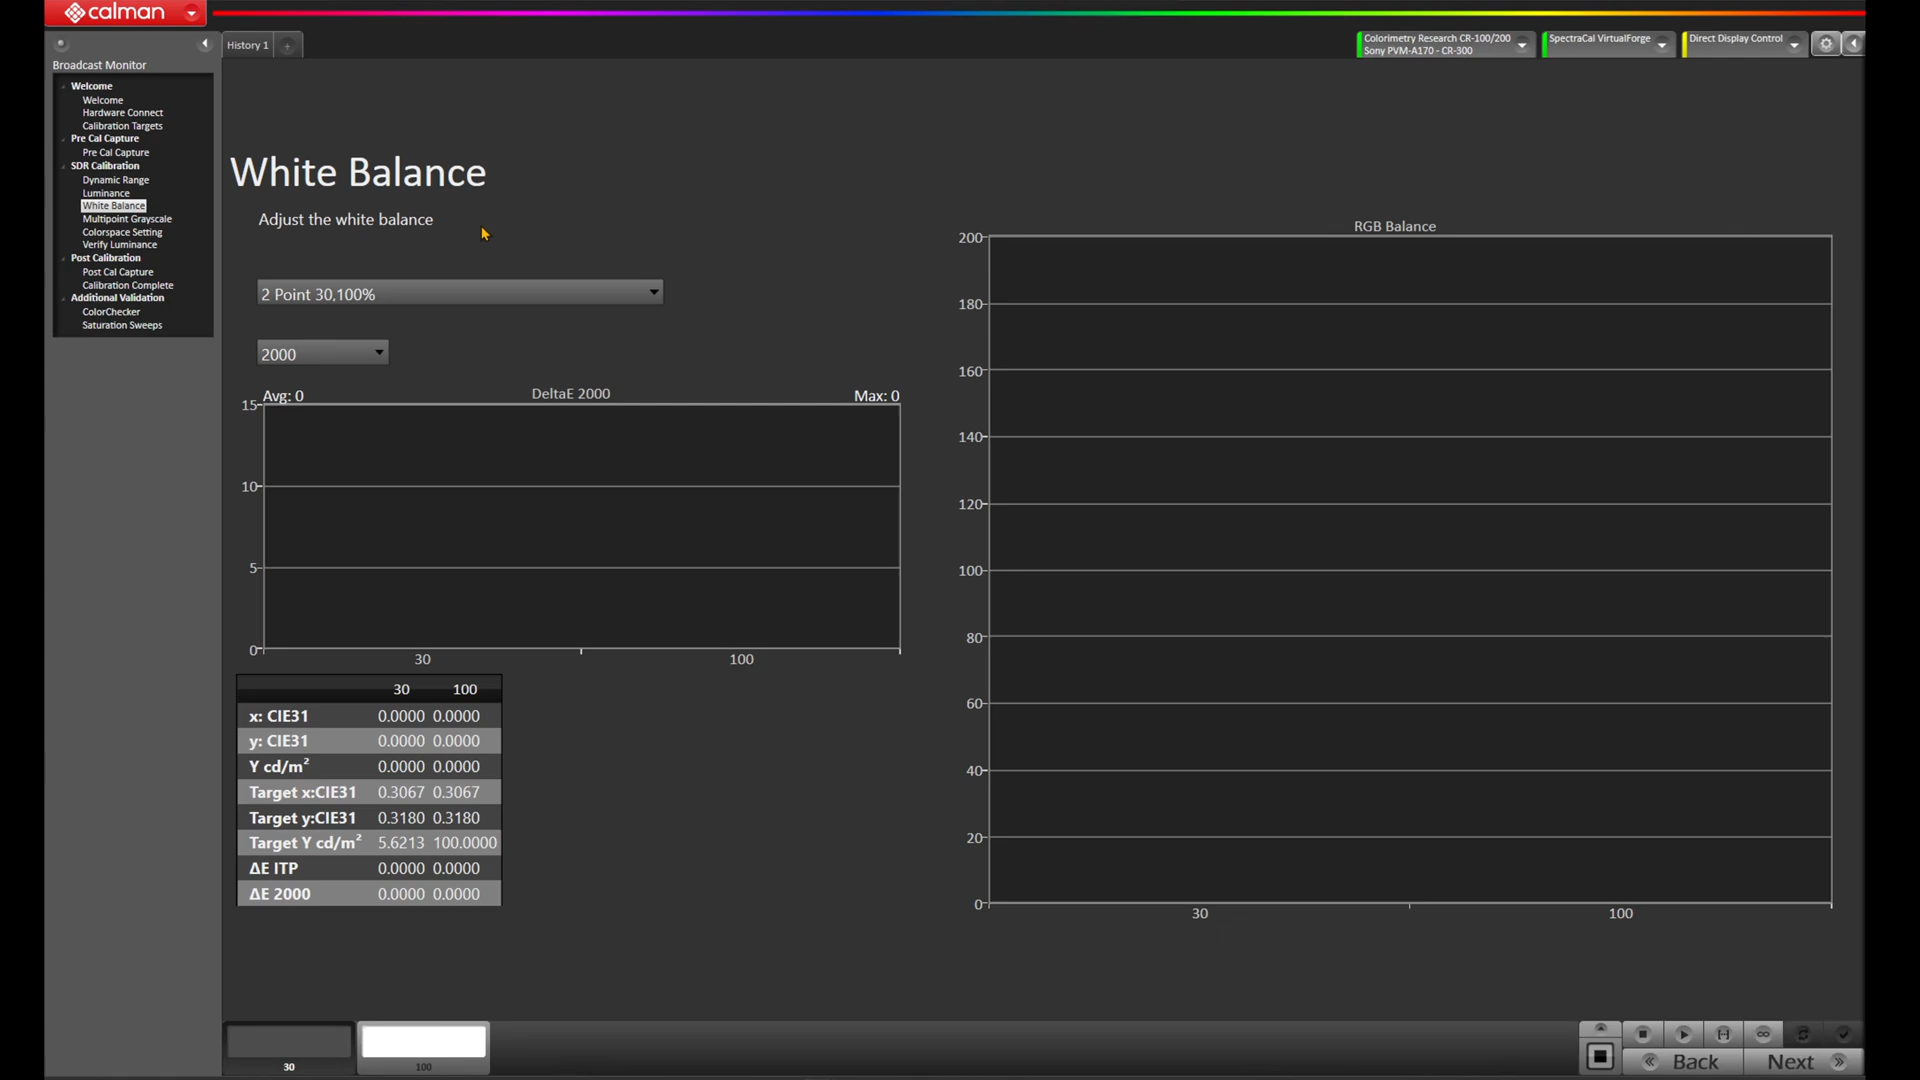 calman
History 1
Colorimetry Research CR-100/200
Sony PVM-A170 - CR-300
SpectraCal VirtualForge
Direct Display Control
Broadcast Monitor
Welcome
Welcome
Hardware Connect
Calibration Targets
Pre Cal Capture
Pre Cal Capture
SDR Calibration
Dynamic Range
Luminance
White Balance
Multipoint Grayscale
Colorspace Setting
Verify Luminance
Post Calibration
Post Cal Capture
Calibration Complete
Additional Validation
ColorChecker
Saturation Sweeps
White Balance
Adjust the white balance
2 Point 30,100%
2000
Avg: 0 DeltaE 2000 Max: 0
15
10
5
0
30 100
30 100
x: CIE31 0.0000 0.0000
y: CIE31 0.0000 0.0000
Y cd/m² 0.0000 0.0000
Target x:CIE31 0.3067 0.3067
Target y:CIE31 0.3180 0.3180
Target Y cd/m² 5.6213 100.0000
ΔE ITP 0.0000 0.0000
ΔE 2000 0.0000 0.0000
RGB Balance
200
180
160
140
120
100
80
60
40
20
0
30 100
30
100
Back
Next